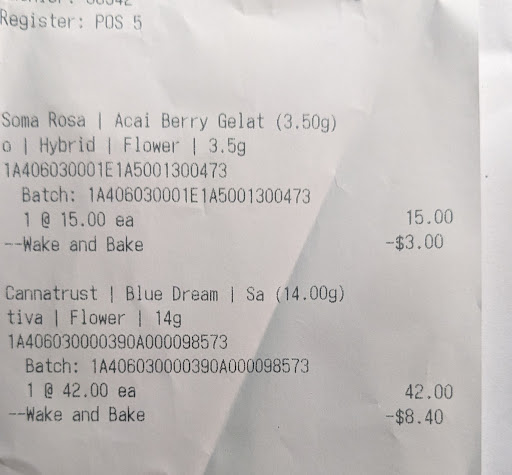 Register: POS 5
Soma Rosa | Acai Berry Gelat (3.50g)
o | Hybrid | Flower | 3.5g
1A406030001E1A5001300473
Batch: 1A406030001E1A5001300473
1 @ 15.00 ea 15.00
--Wake and Bake -$3.00
Cannatrust | Blue Dream | Sa (14.00g)
tiva | Flower | 14g
1A406030000390A000098573
Batch: 1A406030000390A000098573
1 @ 42.00 ea 42.00
--Wake and Bake -$8.40